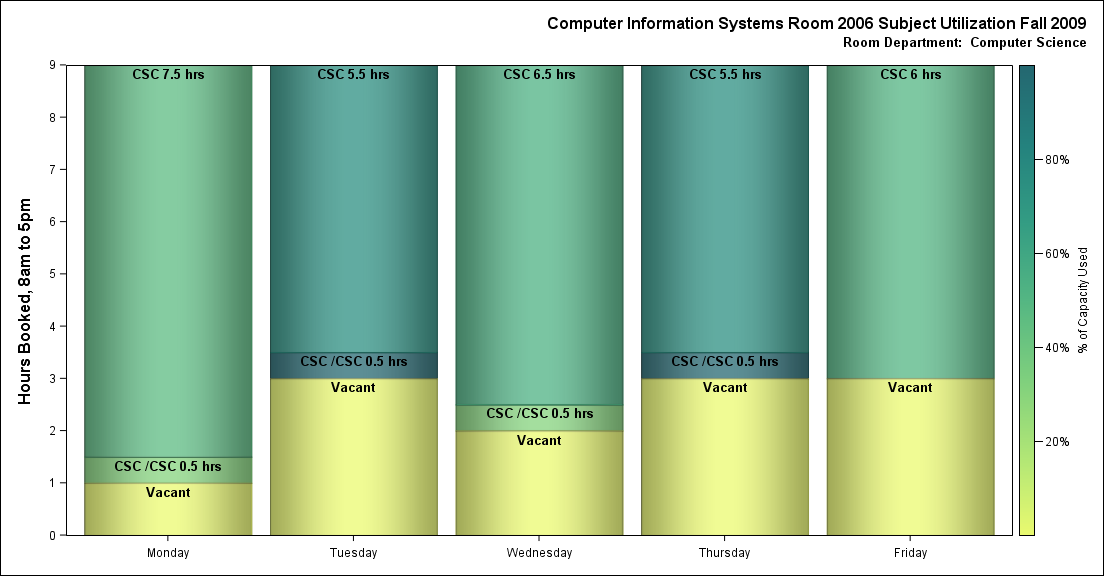 Computer Information Systems Room 2006 Subject Utilization Fall 2009
Room Department: Computer Science
Hours Booked, 8am to 5pm
9
8
7
6
5
4
3
2
1
0
CSC 7.5 hrs
CSC /CSC 0.5 hrs
Vacant
CSC 5.5 hrs
CSC /CSC 0.5 hrs
Vacant
CSC 6.5 hrs
CSC /CSC 0.5 hrs
Vacant
CSC 5.5 hrs
CSC /CSC 0.5 hrs
Vacant
CSC 6 hrs
Vacant
Monday
Tuesday
Wednesday
Thursday
Friday
80%
60%
40%
20%
% of Capacity Used